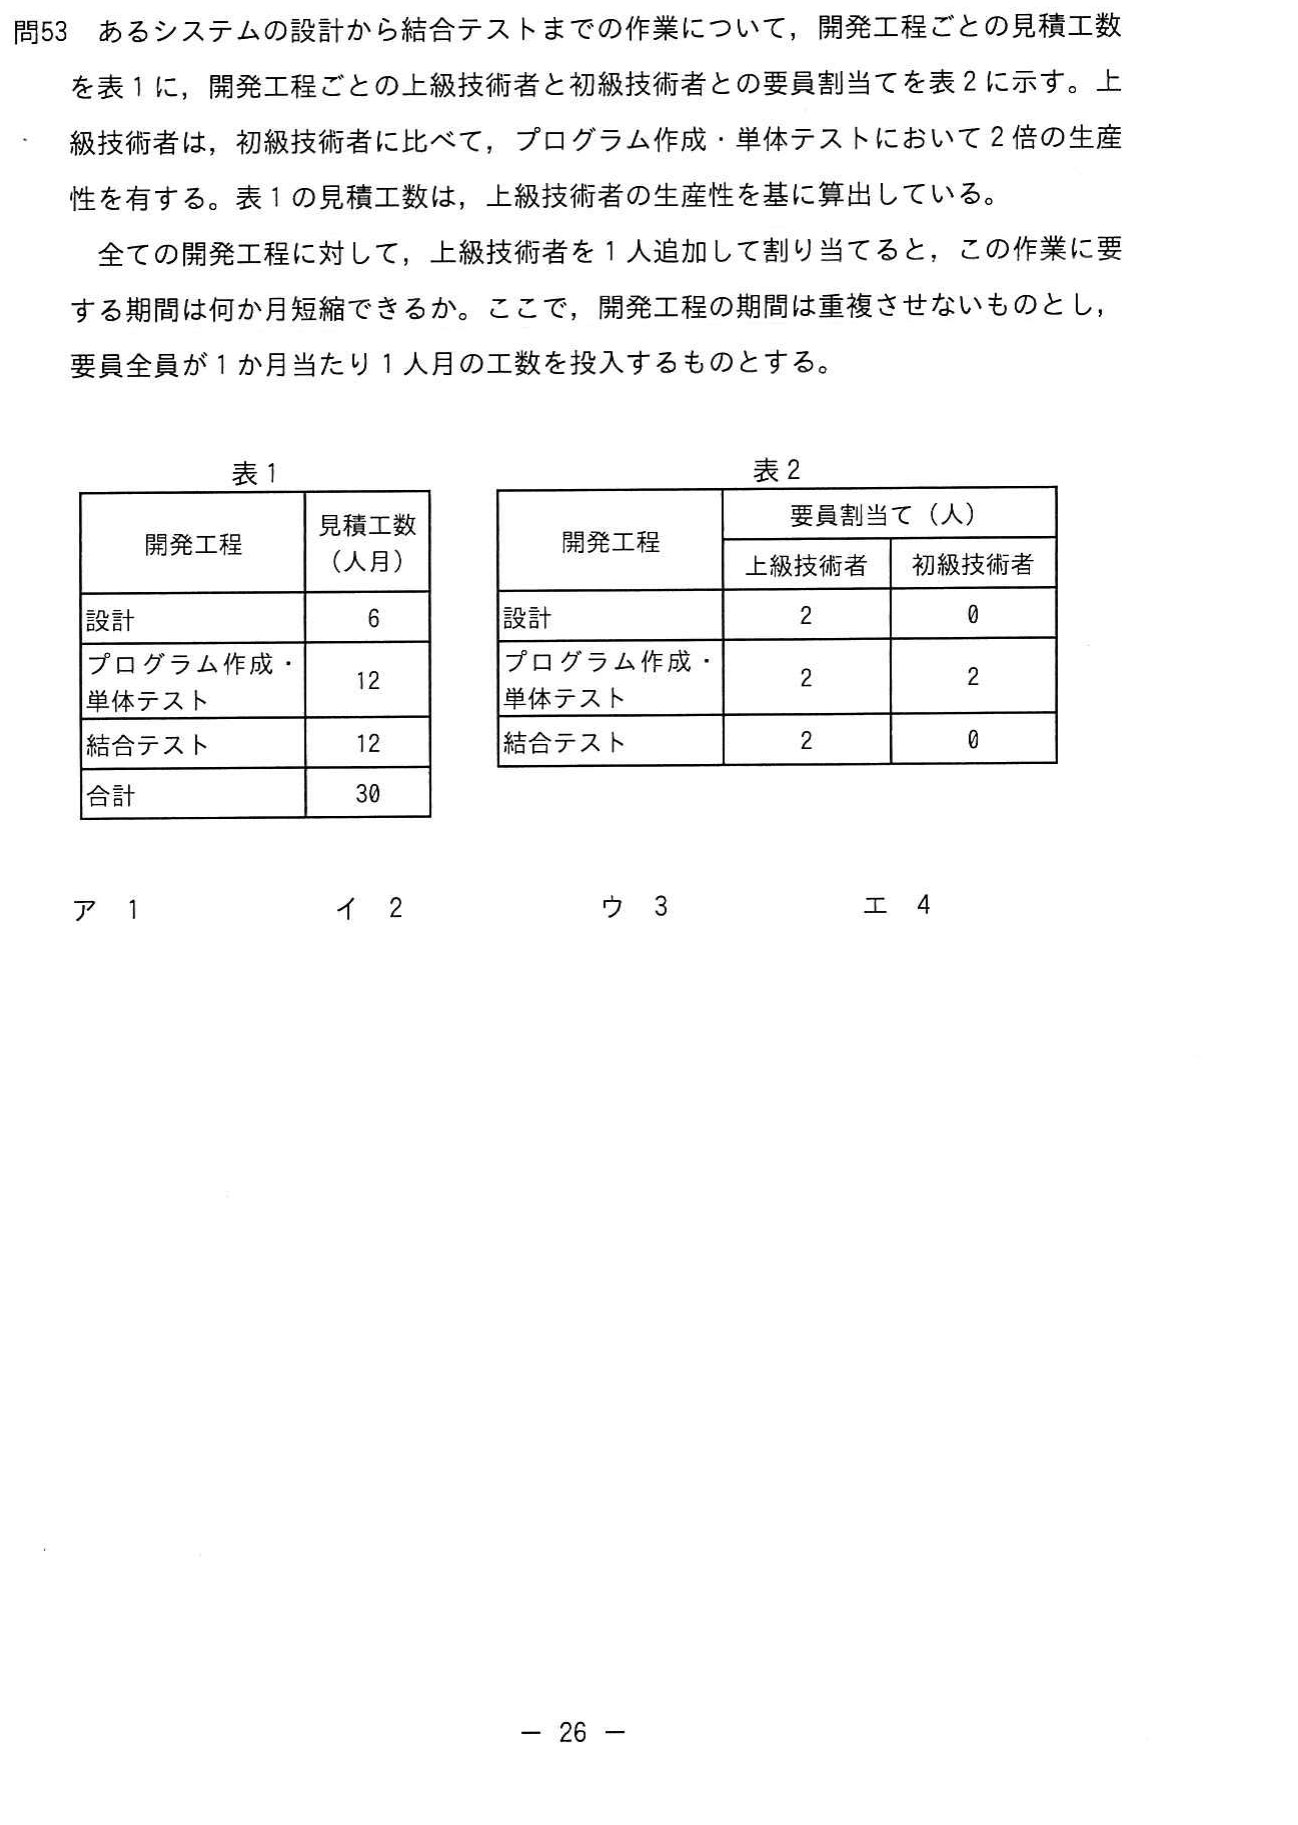 問53　あるシステムの設計から結合テストまでの作業について，開発工程ごとの見積工数
を表1に，開発工程ごとの上級技術者と初級技術者との要員割当てを表2に示す。上
級技術者は，初級技術者に比べて，プログラム作成・単体テストにおいて2倍の生産
性を有する。表1の見積工数は，上級技術者の生産性を基に算出している。
全ての開発工程に対して，上級技術者を1人追加して割り当てると，この作業に要
する期間は何か月短縮できるか。ここで，開発工程の期間は重複させないものとし，
要員全員が1か月当たり1人月の工数を投入するものとする。
表1
開発工程　見積工数
（人月）
設計　6
プログラム作成・
単体テスト　12
結合テスト　12
合計　30
表2
開発工程　要員割当て（人）
上級技術者　初級技術者
設計　2　0
プログラム作成・
単体テスト　2　2
結合テスト　2　0
ア　1　イ　2　ウ　3　エ　4
— 26 —